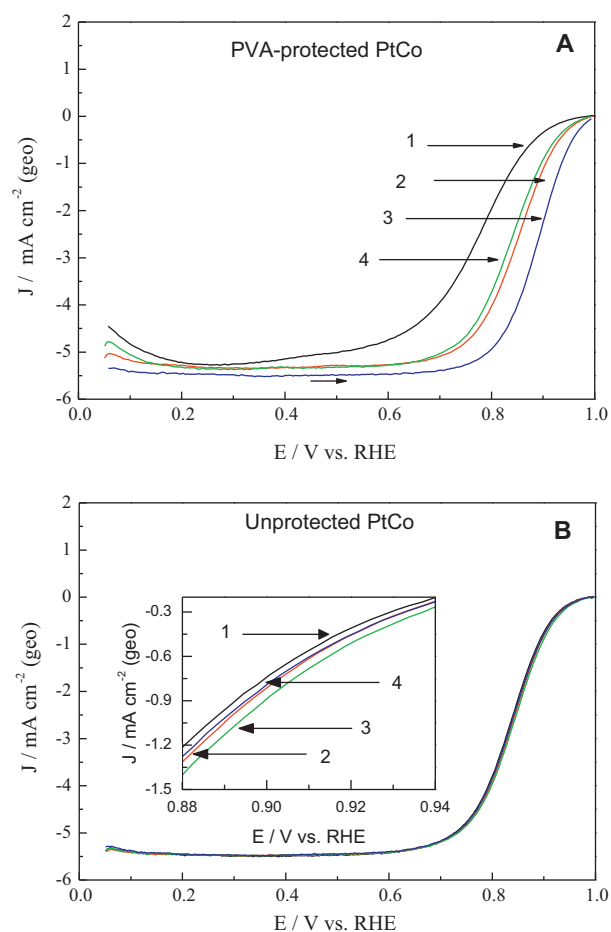 2
A
PVA-protected PtCo
1
1
0
2
-1
3
-2
4
-3
-4
-5
-6
0.0 0.2 0.4 0.6 0.8 1.0
J / mA cm⁻² (geo)
E / V vs. RHE
2
Unprotected PtCo
B
1
0
-1
-2
-3
-4
-5
-6
0.0 0.2 0.4 0.6 0.8 1.0
J / mA cm⁻² (geo)
E / V vs. RHE
-0.3
1
-0.6
4
-0.9
3
-1.2
2
-1.5
0.88 0.90 0.92 0.94
J / mA cm⁻² (geo)
E / V vs. RHE